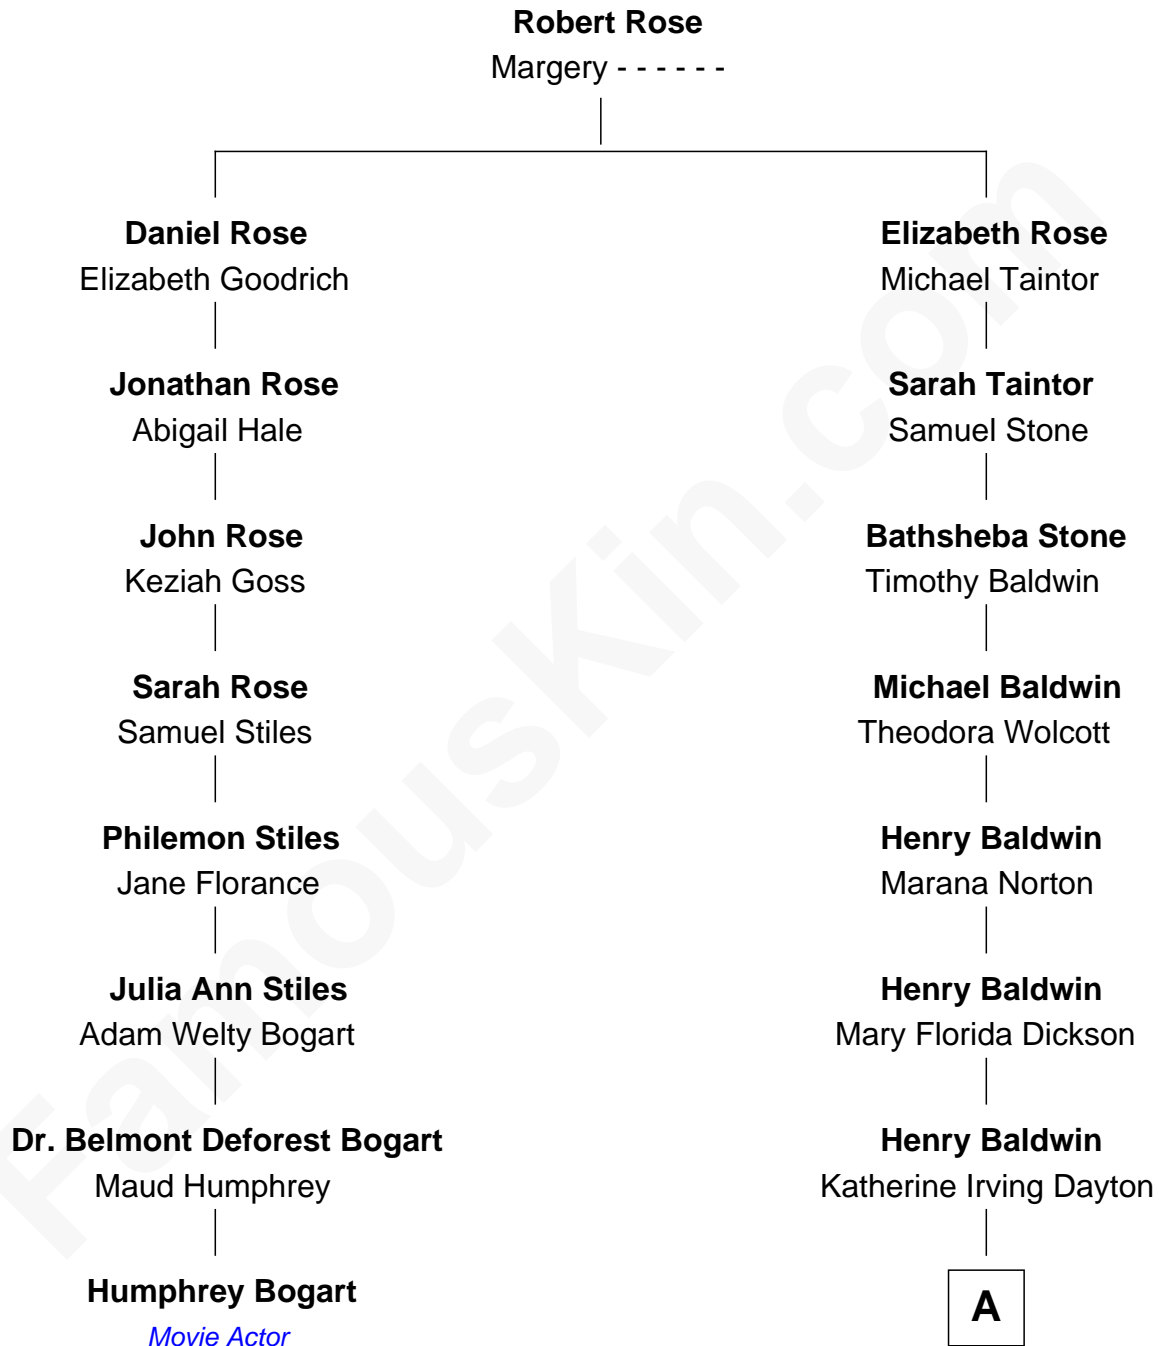 Robert Rose
Margery - - - - - -
Daniel Rose
Elizabeth Goodrich
Elizabeth Rose
Michael Taintor
Jonathan Rose
Abigail Hale
Sarah Taintor
Samuel Stone
John Rose
Keziah Goss
Bathsheba Stone
Timothy Baldwin
Sarah Rose
Samuel Stiles
Michael Baldwin
Theodora Wolcott
Philemon Stiles
Jane Florance
Henry Baldwin
Marana Norton
Julia Ann Stiles
Adam Welty Bogart
Henry Baldwin
Mary Florida Dickson
Dr. Belmont Deforest Bogart
Maud Humphrey
Henry Baldwin
Katherine Irving Dayton
Humphrey Bogart
Movie Actor
A
FamousKin.com